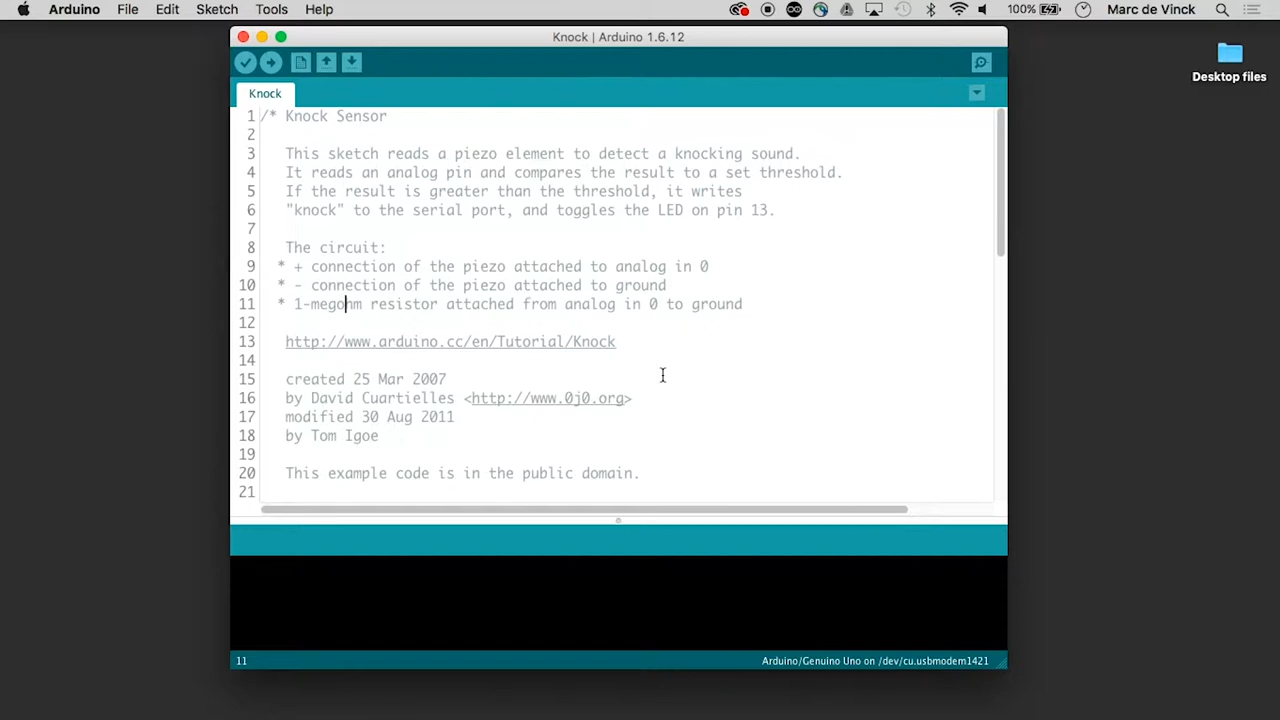 Arduino File Edit Sketch Tools Help 100% Marc de Vinck
Knock | Arduino 1.6.12
Desktop files
Knock
1 /* Knock Sensor
2
3 This sketch reads a piezo element to detect a knocking sound.
4 It reads an analog pin and compares the result to a set threshold.
5 If the result is greater than the threshold, it writes
6 "knock" to the serial port, and toggles the LED on pin 13.
7
8 The circuit:
9 * + connection of the piezo attached to analog in 0
10 * - connection of the piezo attached to ground
11 * 1-megohm resistor attached from analog in 0 to ground
12
13 http://www.arduino.cc/en/Tutorial/Knock
14
15 created 25 Mar 2007
16 by David Cuartielles <http://www.0j0.org>
17 modified 30 Aug 2011
18 by Tom Igoe
19
20 This example code is in the public domain.
21
11 Arduino/Genuino Uno on /dev/cu.usbmodem1421